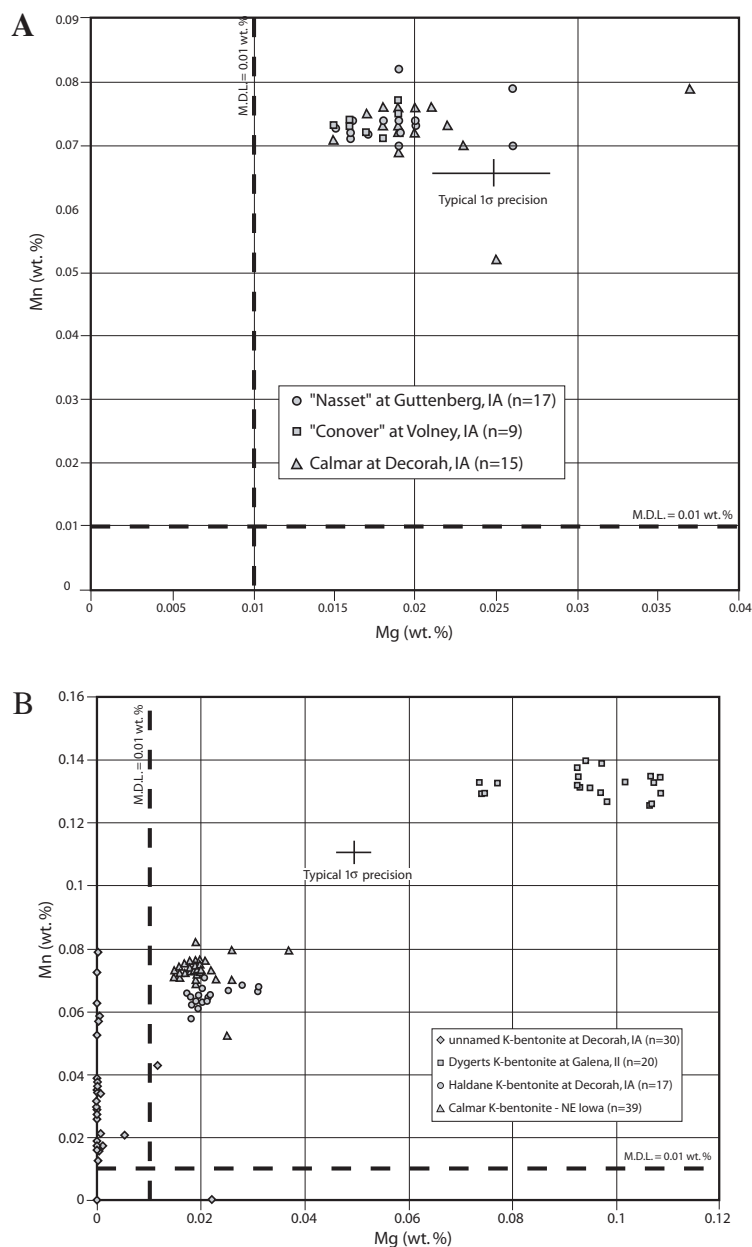 A
0.09
0.08
0.07
0.06
0.05
0.04
0.03
0.02
0.01
0
Mn (wt. %)
M.D.L.= 0.01 wt. %
Typical 1σ precision
"Nasset" at Guttenberg, IA (n=17)
"Conover" at Volney, IA (n=9)
Calmar at Decorah, IA (n=15)
M.D.L.= 0.01 wt. %
0 0.005 0.01 0.015 0.02 0.025 0.03 0.035 0.04
Mg (wt. %)
B
0.16
0.14
0.12
0.1
0.08
0.06
0.04
0.02
0
Mn (wt. %)
M.D.L.= 0.01 wt. %
Typical 1σ precision
unnamed K-bentonite at Decorah, IA (n=30)
Dygerts K-bentonite at Galena, Il (n=20)
Haldane K-bentonite at Decorah, IA (n=17)
Calmar K-bentonite - NE Iowa (n=39)
M.D.L.= 0.01 wt. %
0 0.02 0.04 0.06 0.08 0.1 0.12
Mg (wt. %)